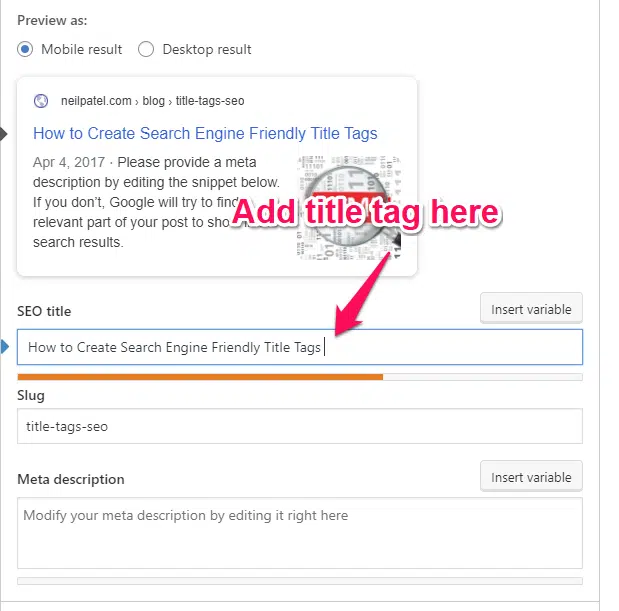 Preview as:
Mobile result Desktop result
neilpatel.com › blog › title-tags-seo
How to Create Search Engine Friendly Title Tags
Apr 4, 2017 · Please provide a meta
description by editing the snippet below.
If you don’t, Google will try to find
relevant part of your post to
search results.
Add title tag here
SEO title
Insert variable
How to Create Search Engine Friendly Title Tags
Slug
title-tags-seo
Meta description
Insert variable
Modify your meta description by editing it right here